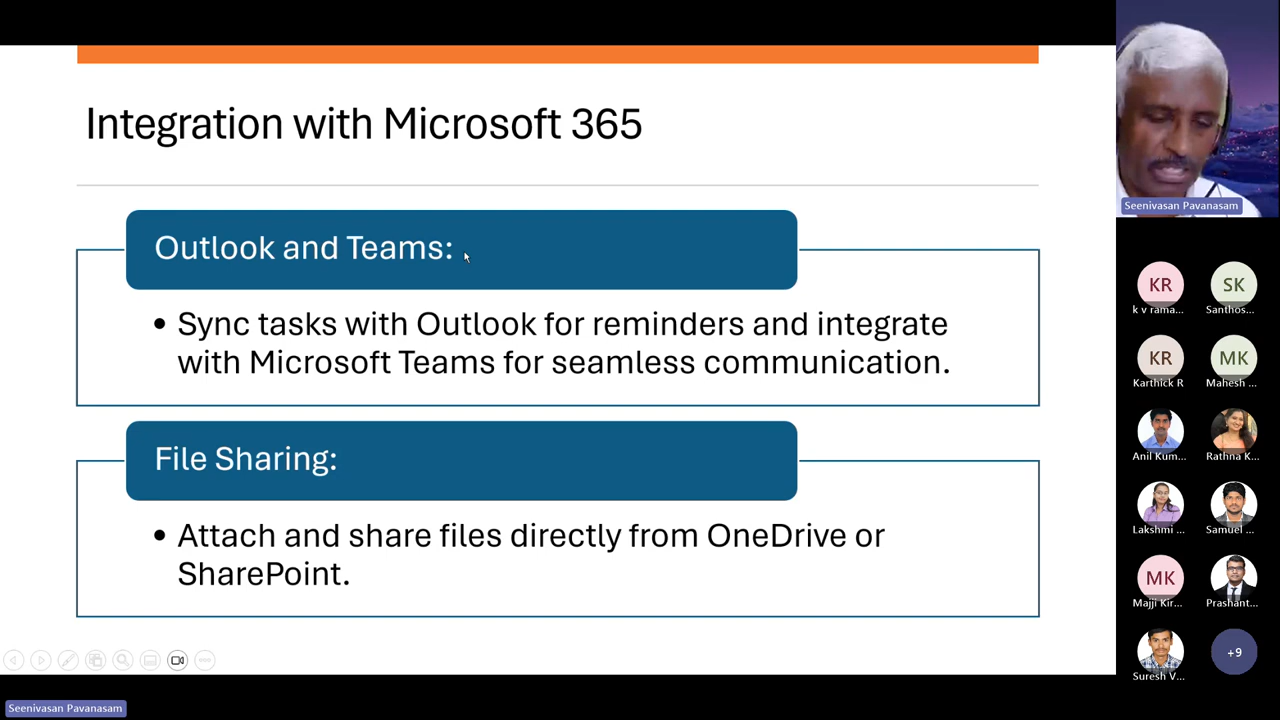 Integration with Microsoft 365
Outlook and Teams:
• Sync tasks with Outlook for reminders and integrate
with Microsoft Teams for seamless communication.
File Sharing:
• Attach and share files directly from OneDrive or
SharePoint.
Seenivasan Pavanasam
KR
SK
k v rama...
Santhos...
KR
MK
Karthick R
Mahesh ...
Anil Kum...
Rathna K...
Lakshmi ...
Samuel ...
MK
Majji Kir...
Prashant...
+9
Suresh V...
Seenivasan Pavanasam